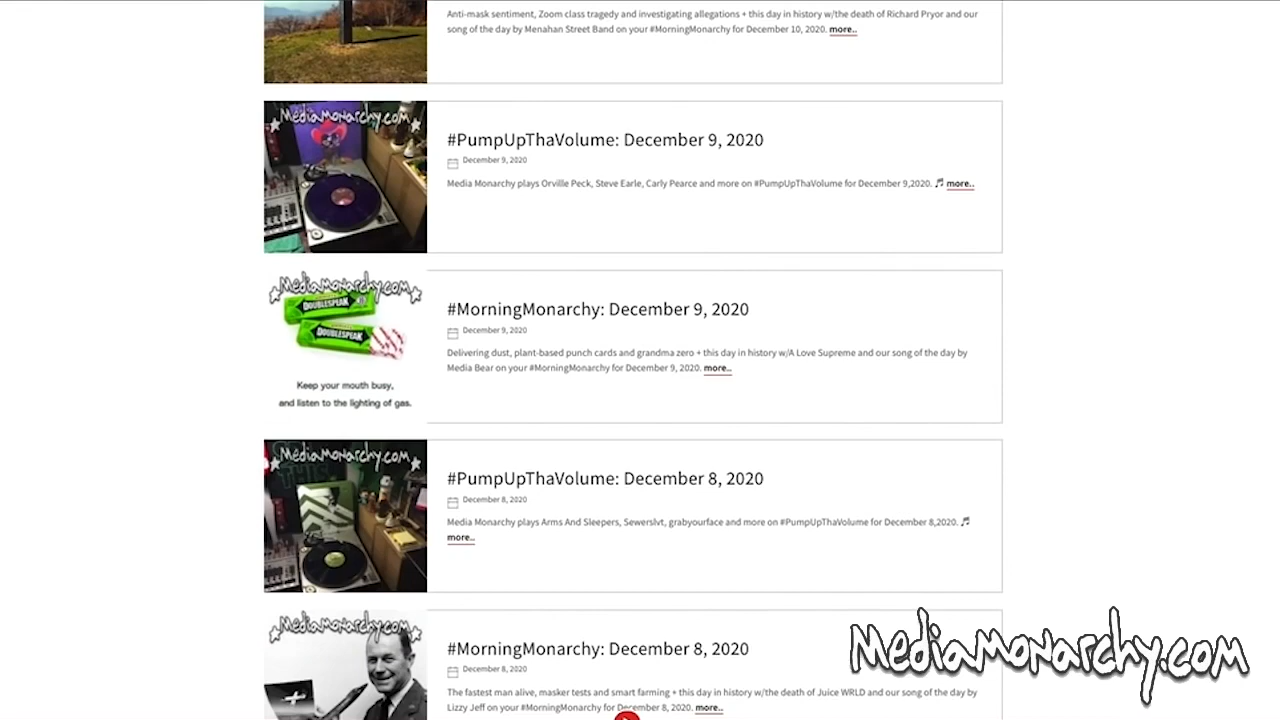 Anti-mask sentiment, Zoom class tragedy and investigating allegations + this day in history w/the death of Richard Pryor and our
song of the day by Menahan Street Band on your #MorningMonarchy for December 10, 2020. more..
Mediamonarchy.com
#PumpUpThaVolume: December 9, 2020
December 9, 2020
Media Monarchy plays Orville Peck, Steve Earle, Carly Pearce and more on #PumpUpThaVolume for December 9,2020. 🎵 more..
Mediamonarchy.com
DOUBLESPEAK
DOUBLESPEAK
Keep your mouth busy,
and listen to the lighting of gas.
#MorningMonarchy: December 9, 2020
December 9, 2020
Delivering dust, plant-based punch cards and grandma zero + this day in history w/A Love Supreme and our song of the day by
Media Bear on your #MorningMonarchy for December 9, 2020. more..
Mediamonarchy.com
#PumpUpThaVolume: December 8, 2020
December 8, 2020
Media Monarchy plays Arms And Sleepers, Sewerslvt, grabyourface and more on #PumpUpThaVolume for December 8,2020. 🎵
more..
Mediamonarchy.com
#MorningMonarchy: December 8, 2020
December 8, 2020
The fastest man alive, masker tests and smart farming + this day in history w/the death of Juice WRLD and our song of the day by
Lizzy Jeff on your #MorningMonarchy for December 8, 2020. more..
Mediamonarchy.com